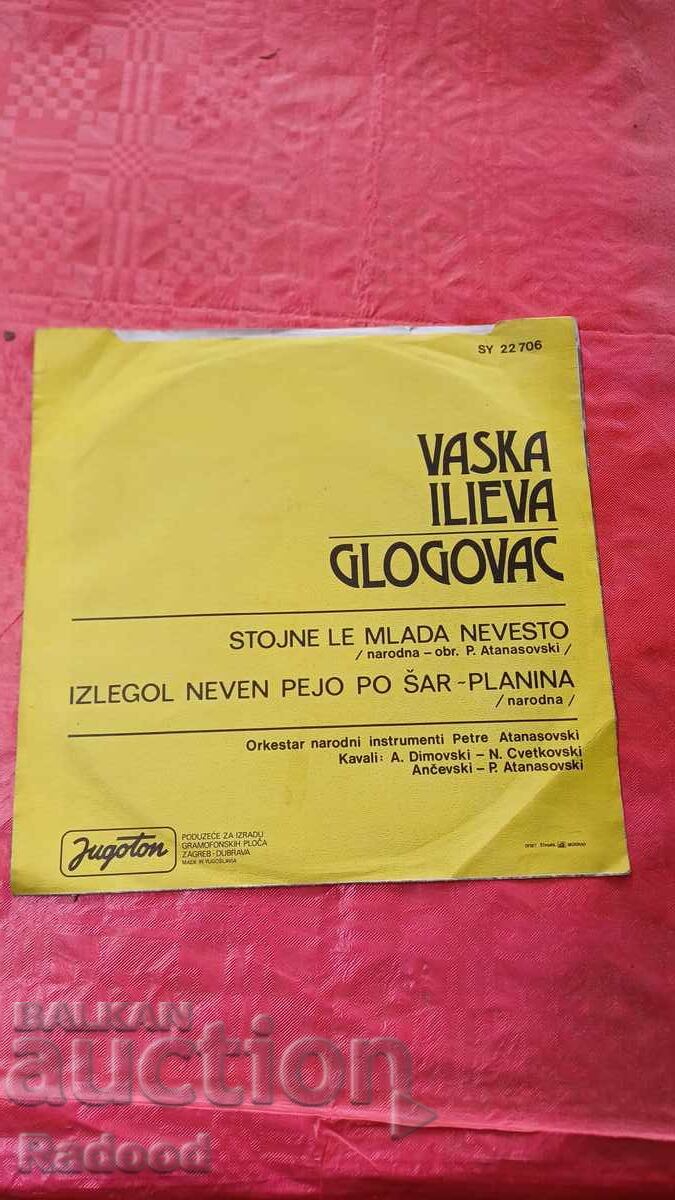 SY 22706
VASKA
ILIEVA
GLOGOVAC
STOJNE LE MLADA NEVESTO
/ narodna – obr. P. Atanasovski /
IZLEGOL NEVEN PEJO PO ŠAR-PLANINA
/ narodna /
Orkestar narodni instrumenti Petre Atanasovski
Kavali: A. Dimovski – N. Cvetkovski
Ančevski – P. Atanasovski
Jugoton
PODUZEĆE ZA IZRADU
GRAMOFONSKIH PLOČA
ZAGREB-DUBRAVA
MADE IN YUGOSLAVIA
BALKAN
auction
Radood